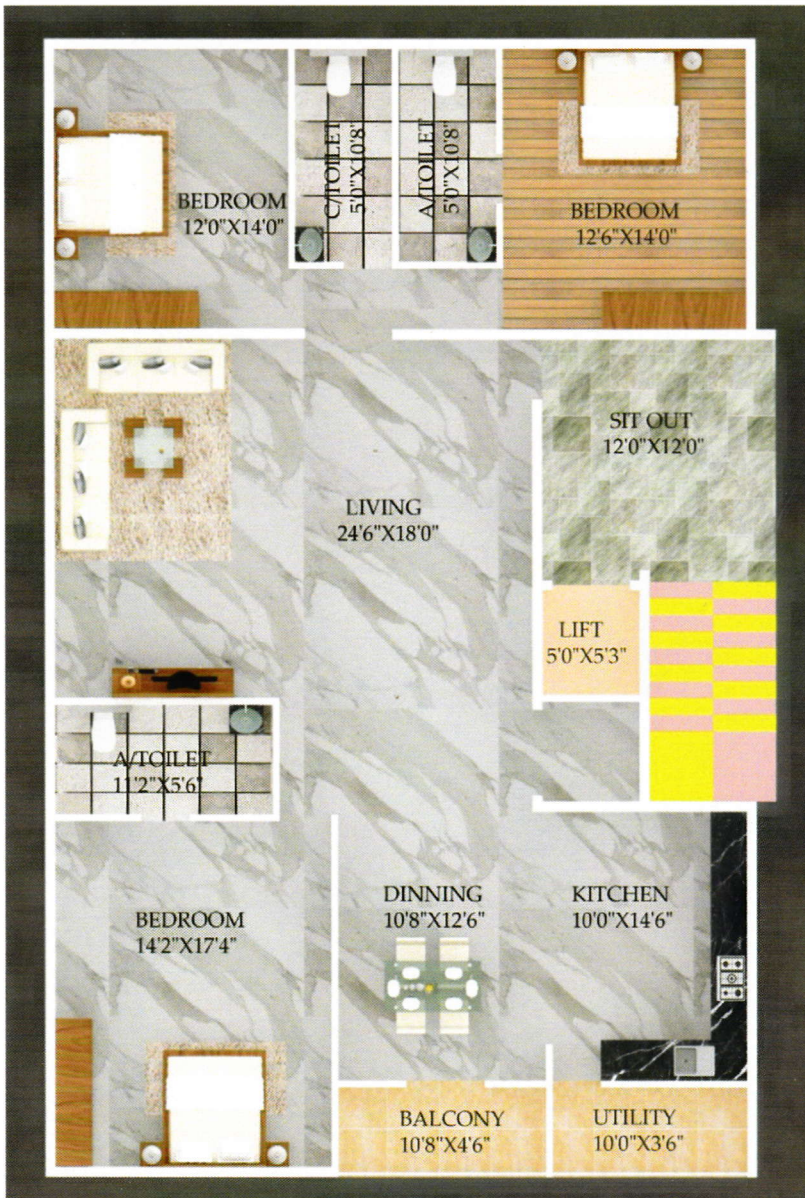 C/TOILET
5'0"X10'8"
A/TOILET
5'0"X10'8"
BEDROOM
12'0"X14'0"
BEDROOM
12'6"X14'0"
SIT OUT
12'0"X12'0"
LIVING
24'6"X18'0"
LIFT
5'0"X5'3"
A/TOILET
11'2"X5'6"
BEDROOM
14'2"X17'4"
DINNING
10'8"X12'6"
KITCHEN
10'0"X14'6"
BALCONY
10'8"X4'6"
UTILITY
10'0"X3'6"